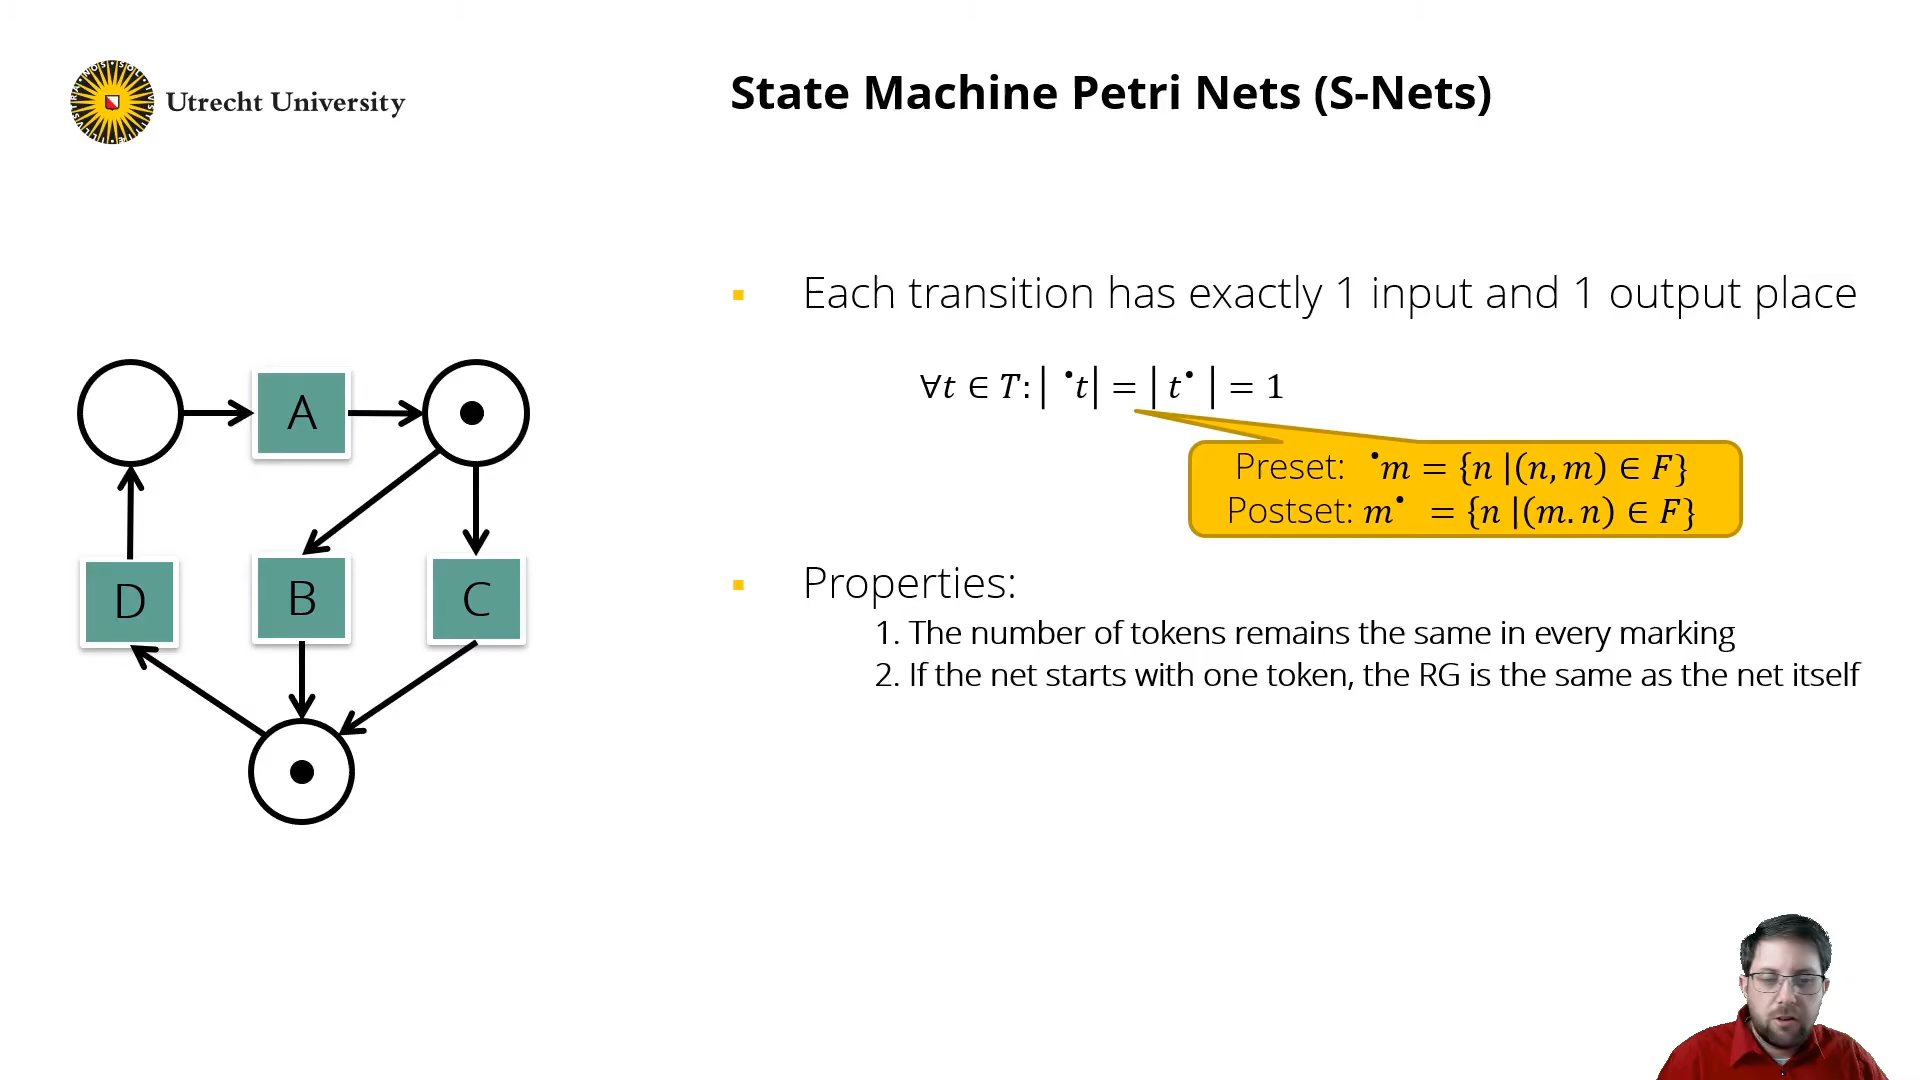 Utrecht University
State Machine Petri Nets (S-Nets)
Each transition has exactly 1 input and 1 output place
∀t ∈ T: | •t| = | t• | = 1
Preset: •m = {n |(n, m) ∈ F}
Postset: m• = {n |(m. n) ∈ F}
A
D
B
C
Properties:
1. The number of tokens remains the same in every marking
2. If the net starts with one token, the RG is the same as the net itself